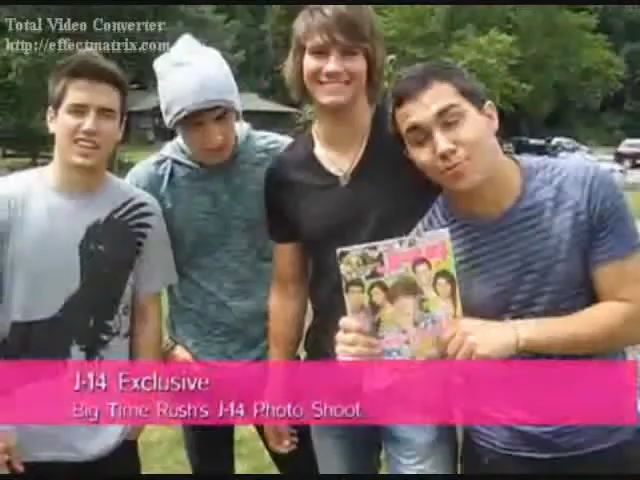 Total Video Converter
http://effectmatrix.com
J-14 Exclusive
Big Time Rush's J-14 Photo Shoot